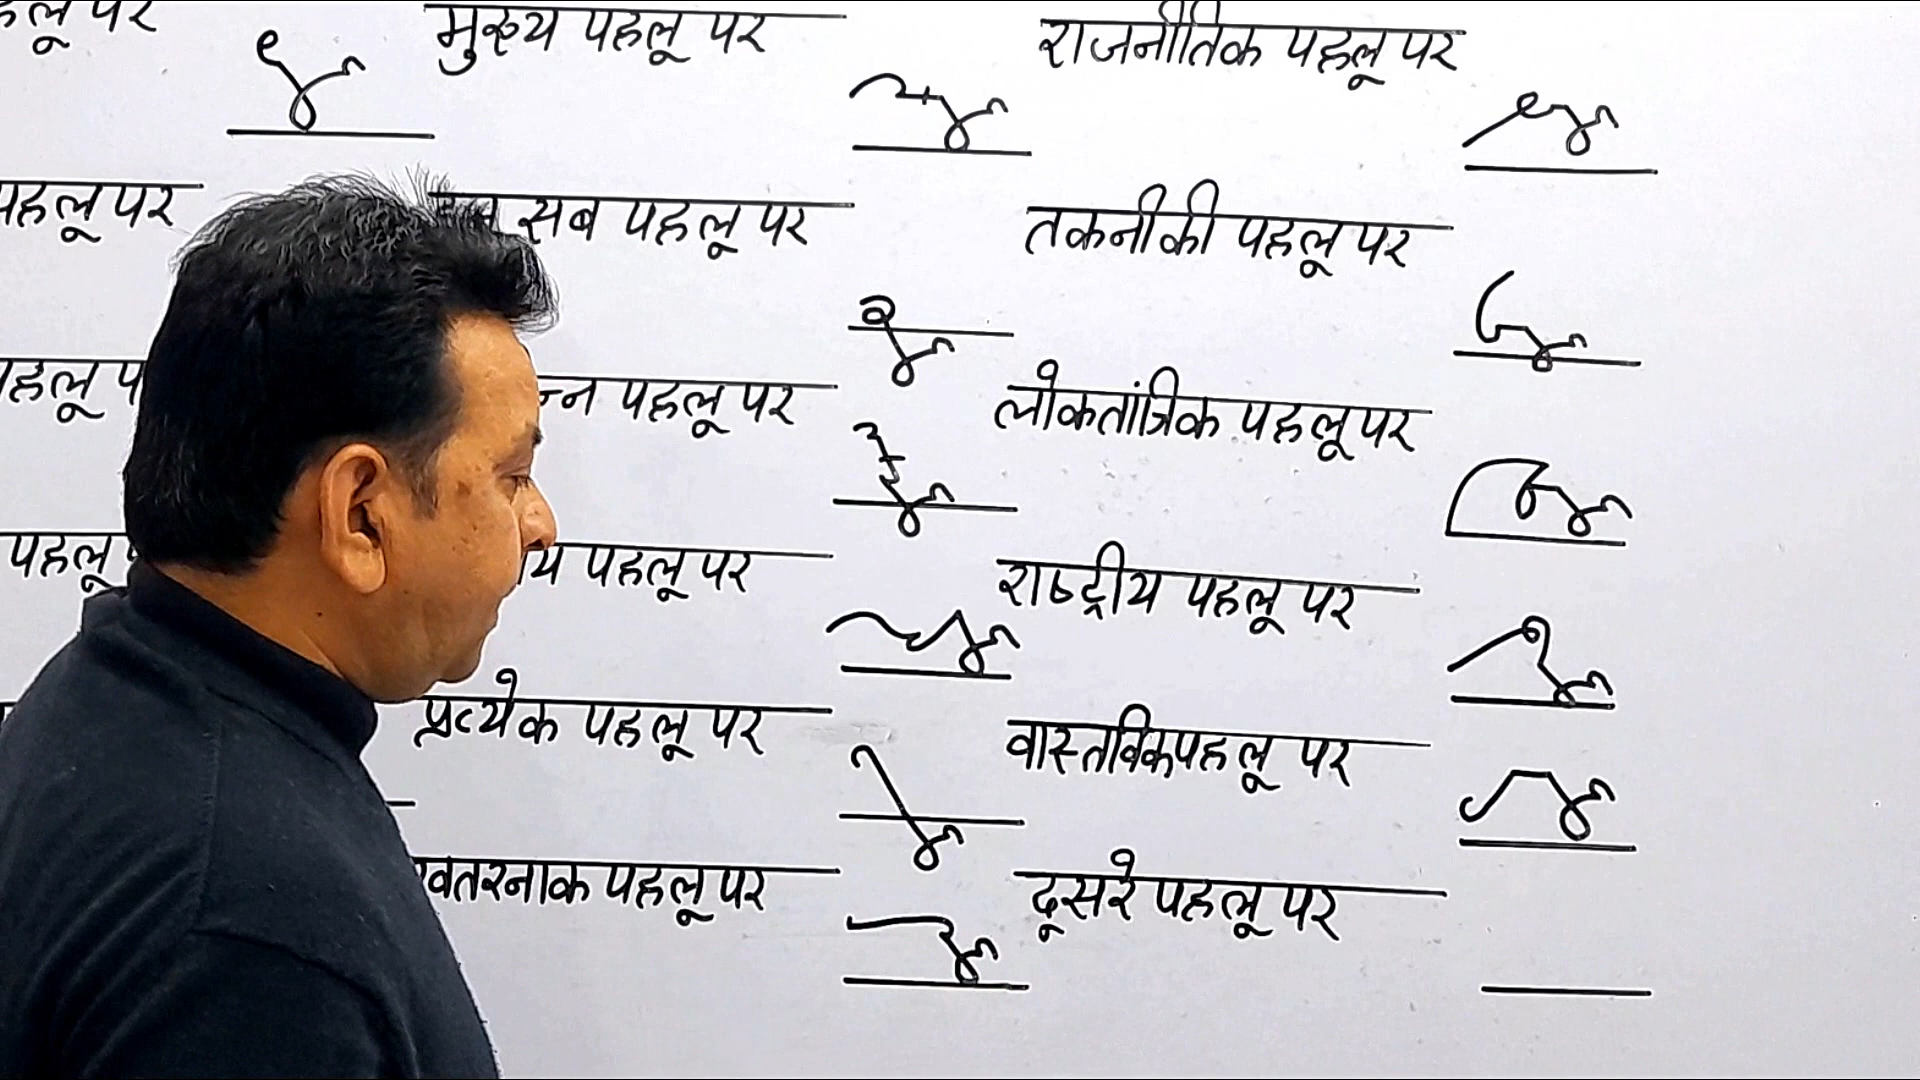 पहलू पर
मुख्य पहलू पर
राजनीतिक पहलू पर
पहलू पर
सब पहलू पर
तकनीकी पहलू पर
पहलू
पहलू पर
लोकतांत्रिक पहलू पर
पहलू
पहलू पर
राष्ट्रीय पहलू पर
प्रत्येक पहलू पर
वास्तविक पहलू पर
खतरनाक पहलू पर
दूसरे पहलू पर